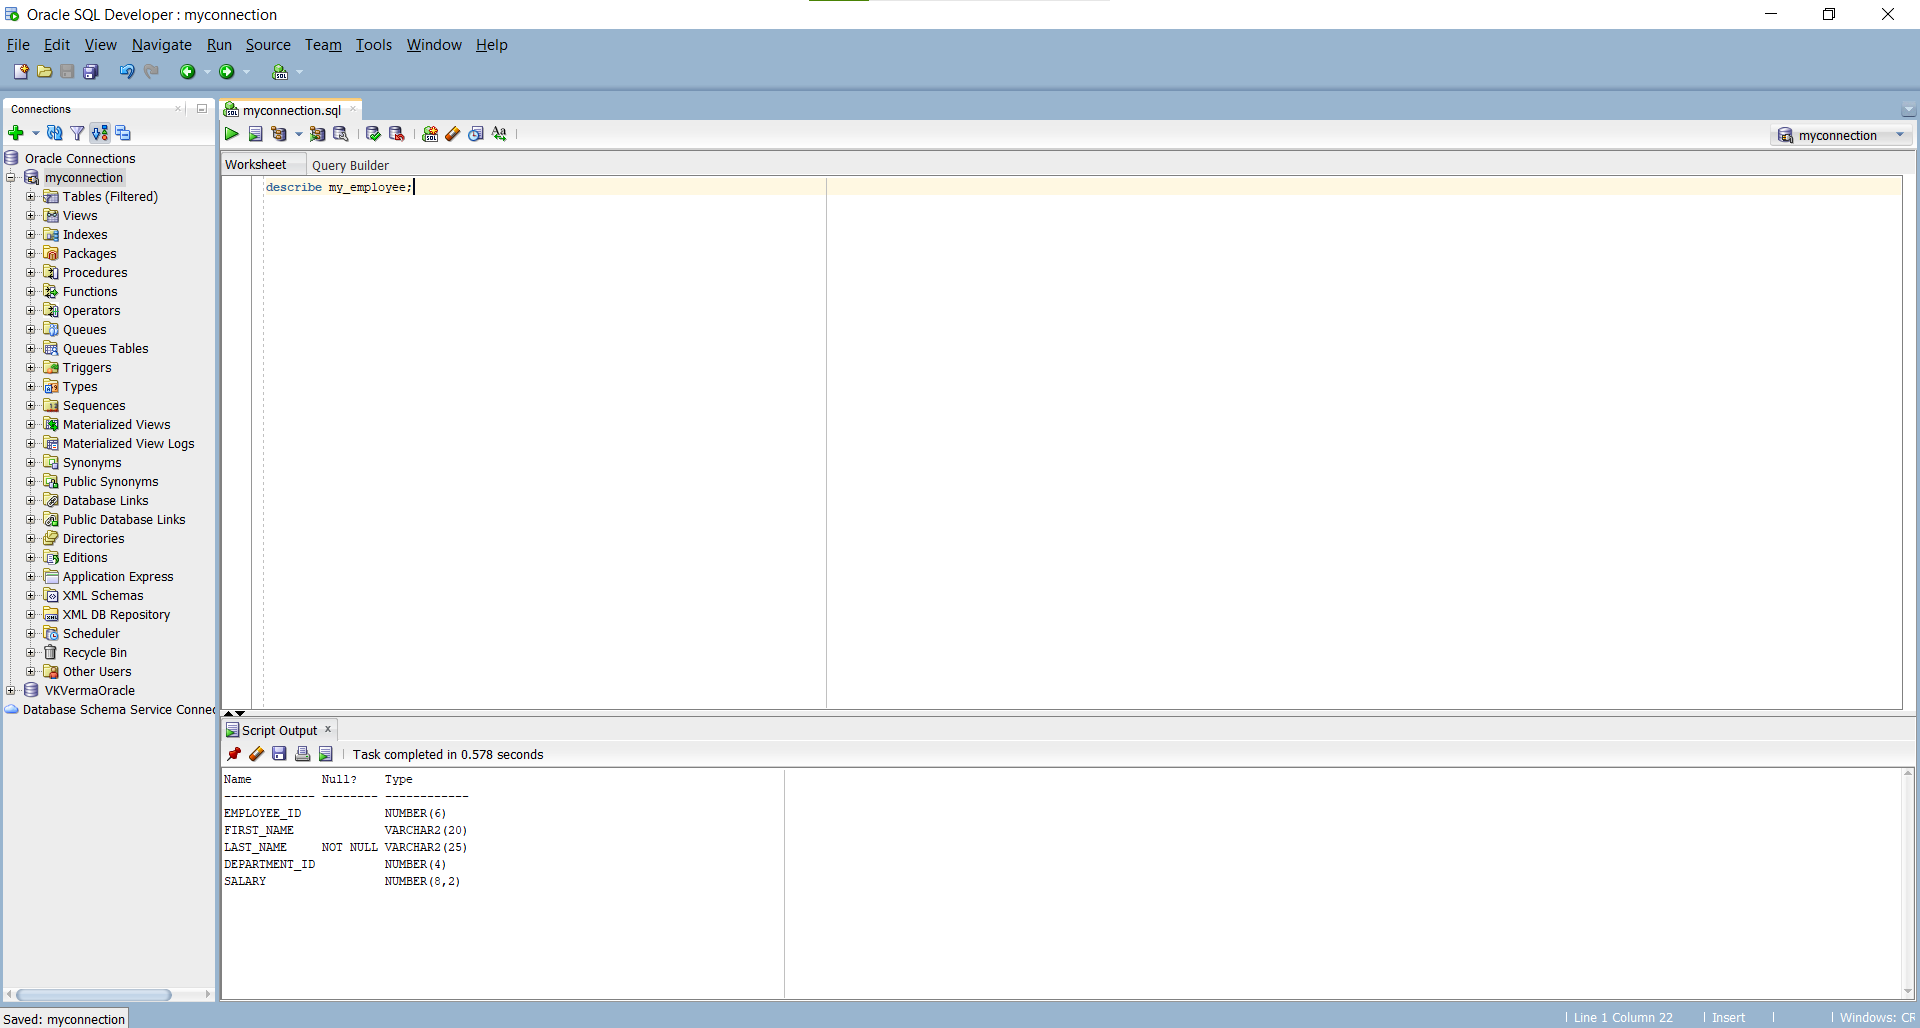 Oracle SQL Developer : myconnection
File Edit View Navigate Run Source Team Tools Window Help
Connections
Oracle Connections
myconnection
Tables (Filtered)
Views
Indexes
Packages
Procedures
Functions
Operators
Queues
Queues Tables
Triggers
Types
Sequences
Materialized Views
Materialized View Logs
Synonyms
Public Synonyms
Database Links
Public Database Links
Directories
Editions
Application Express
XML Schemas
XML DB Repository
Scheduler
Recycle Bin
Other Users
VKVermaOracle
Database Schema Service Connec
myconnection.sql
myconnection
Worksheet Query Builder
describe my_employee;
Script Output
Task completed in 0.578 seconds
Name Null? Type
------------- -------- ------------
EMPLOYEE_ID NUMBER(6)
FIRST_NAME VARCHAR2(20)
LAST_NAME NOT NULL VARCHAR2(25)
DEPARTMENT_ID NUMBER(4)
SALARY NUMBER(8,2)
Saved: myconnection
Line 1 Column 22 Insert Windows: CR